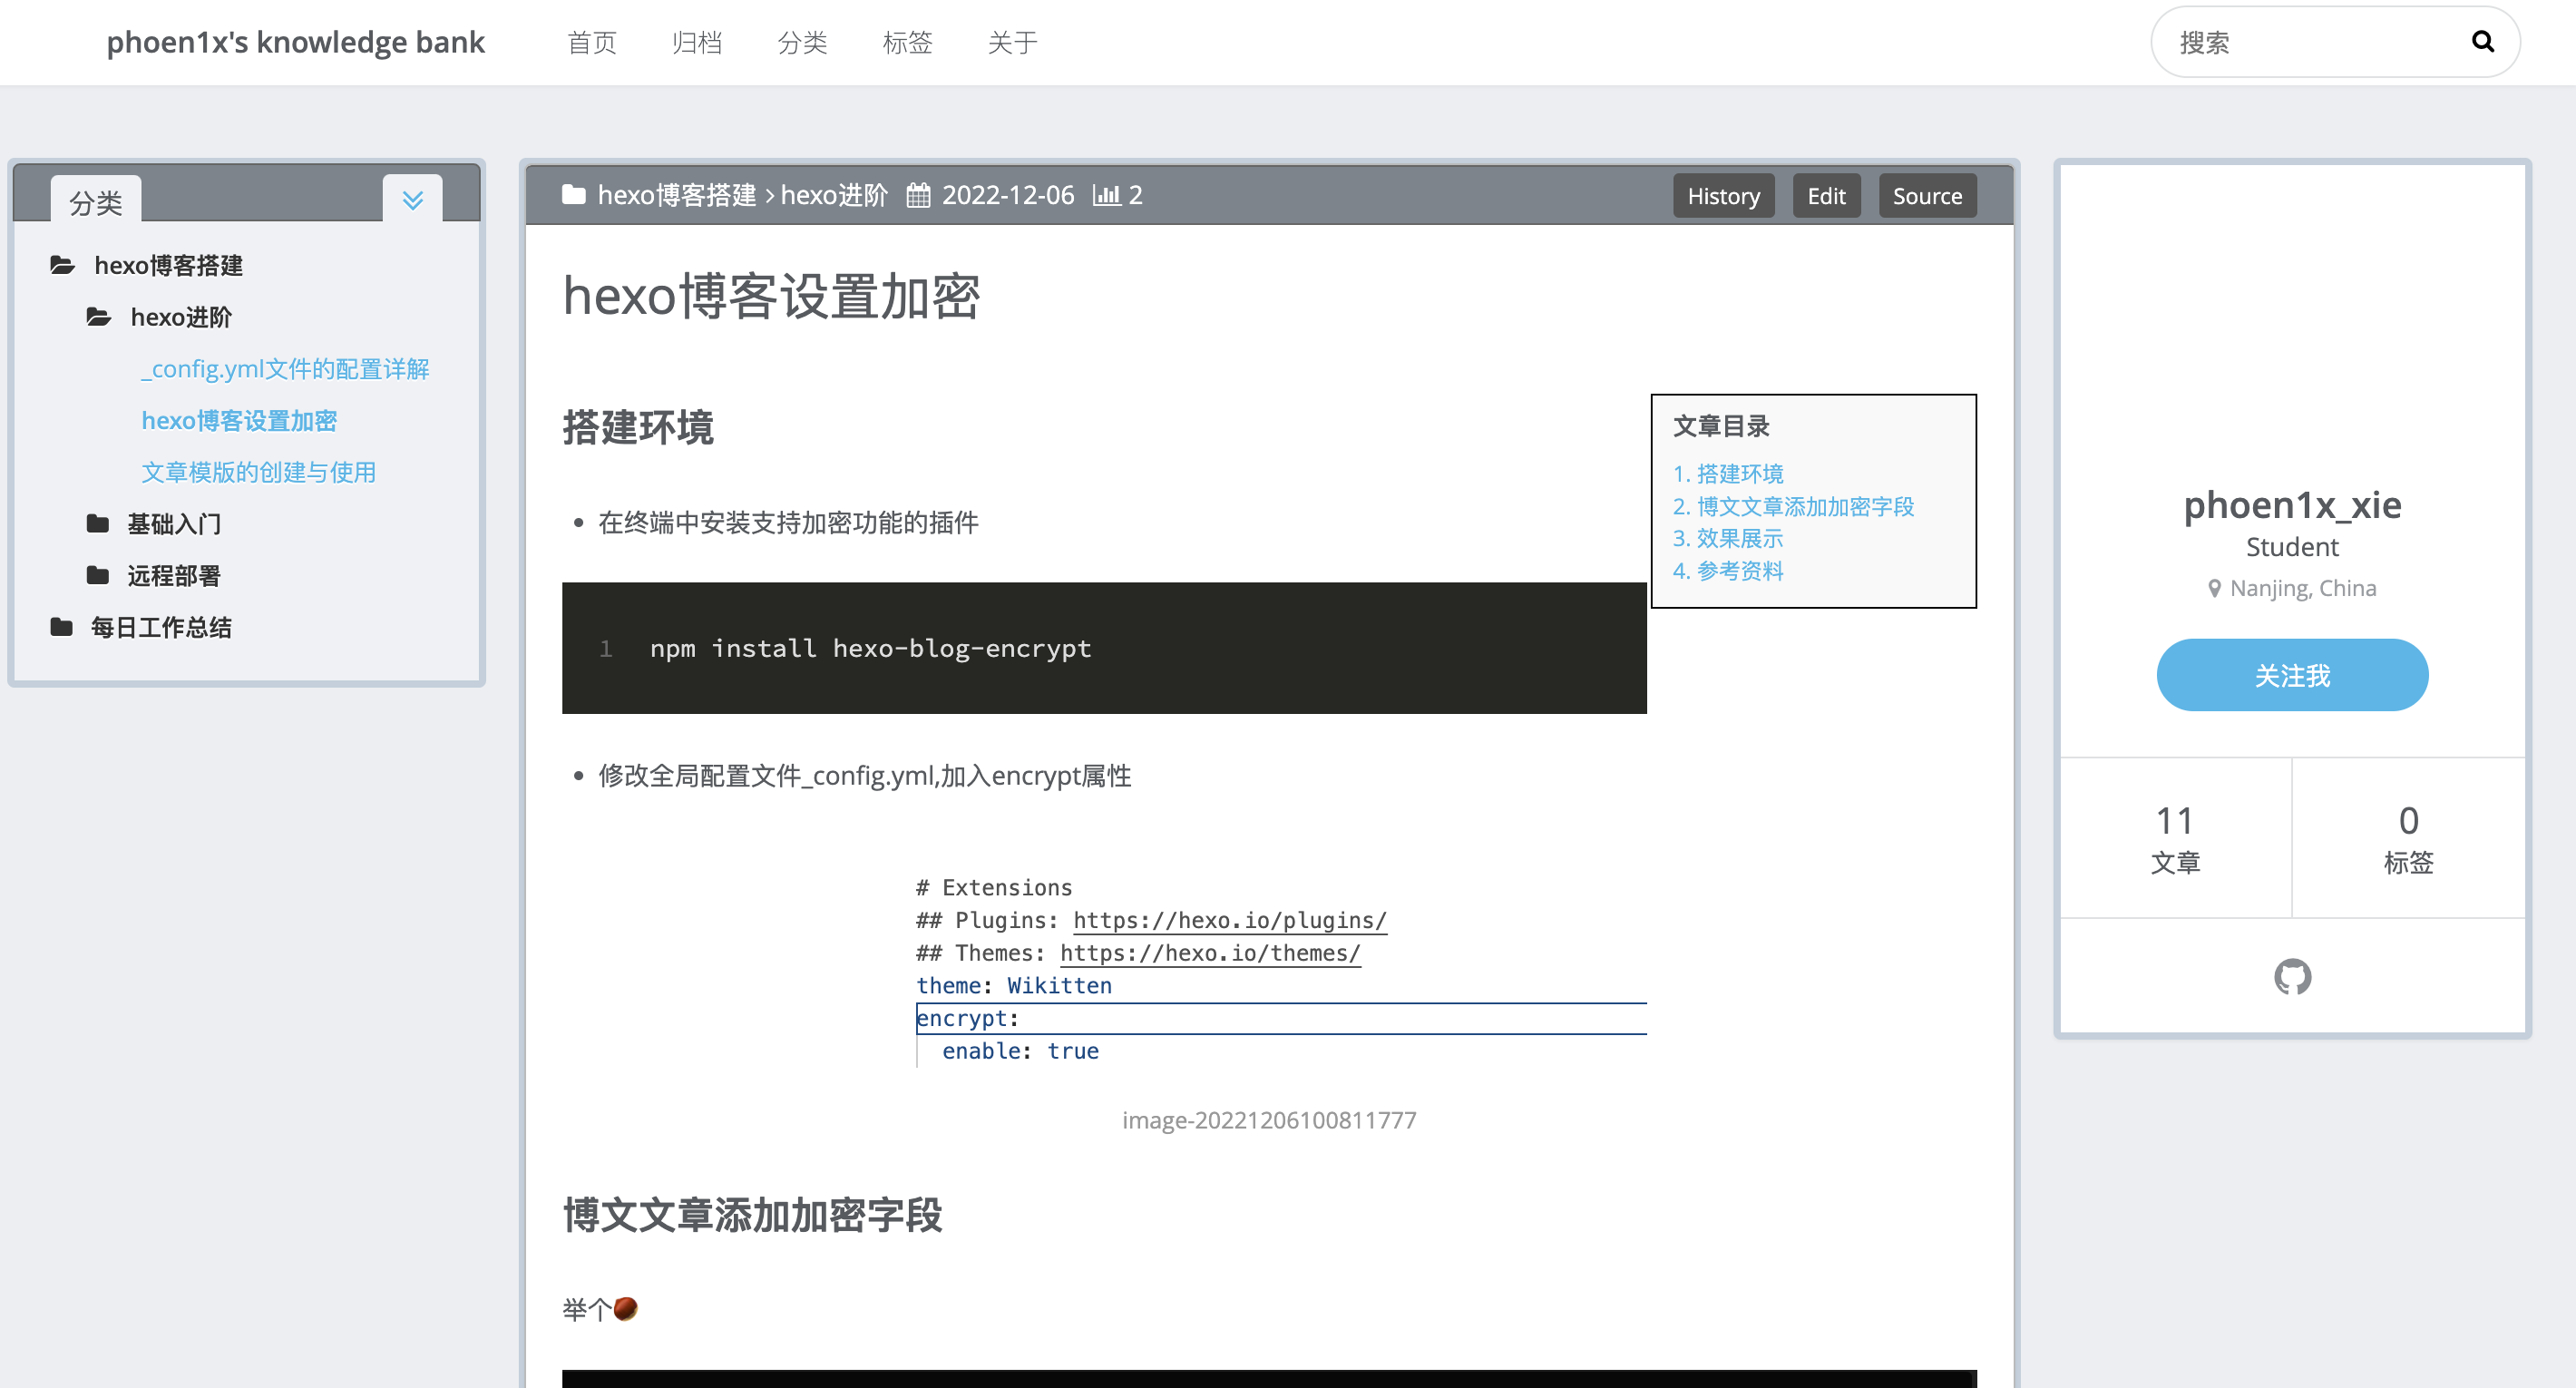 phoen1x's knowledge bank 首页 归档 分类 标签 关于 搜索
分类
hexo博客搭建
hexo进阶
_config.yml文件的配置详解
hexo博客设置加密
文章模版的创建与使用
基础入门
远程部署
每日工作总结
hexo博客搭建 > hexo进阶 2022-12-06 2 History Edit Source
hexo博客设置加密
搭建环境
在终端中安装支持加密功能的插件
1 npm install hexo-blog-encrypt
修改全局配置文件_config.yml,加入encrypt属性
# Extensions
## Plugins: https://hexo.io/plugins/
## Themes: https://hexo.io/themes/
theme: Wikitten
encrypt:
enable: true
image-20221206100811777
博文文章添加加密字段
举个🌰
文章目录
1. 搭建环境
2. 博文文章添加加密字段
3. 效果展示
4. 参考资料
phoen1x_xie
Student
Nanjing, China
关注我
11 0
文章 标签